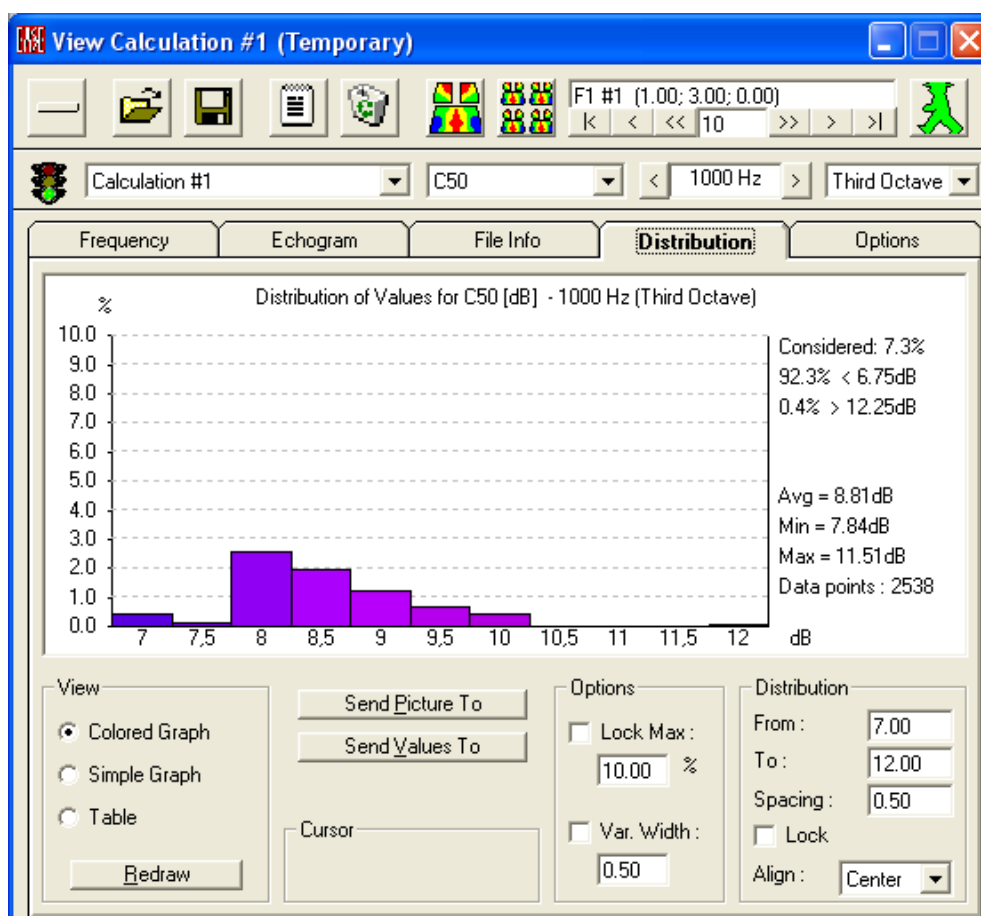 EASE View Calculation #1 (Temporary)
F1 #1 (1.00; 3.00; 0.00)
|< < << 10 >> > >|
Calculation #1 C50 < 1000 Hz > Third Octave
Frequency Echogram File Info Distribution Options
% Distribution of Values for C50 [dB] - 1000 Hz (Third Octave)
10.0
9.0
8.0
7.0
6.0
5.0
4.0
3.0
2.0
1.0
0.0
7 7,5 8 8,5 9 9,5 10 10,5 11 11,5 12 dB
Considered: 7.3%
92.3% < 6.75dB
0.4% > 12.25dB
Avg = 8.81dB
Min = 7.84dB
Max = 11.51dB
Data points : 2538
View
Colored Graph
Simple Graph
Table
Redraw
Send Picture To
Send Values To
Cursor
Options
Lock Max :
10.00 %
Var. Width :
0.50
Distribution
From : 7.00
To : 12.00
Spacing : 0.50
Lock
Align : Center